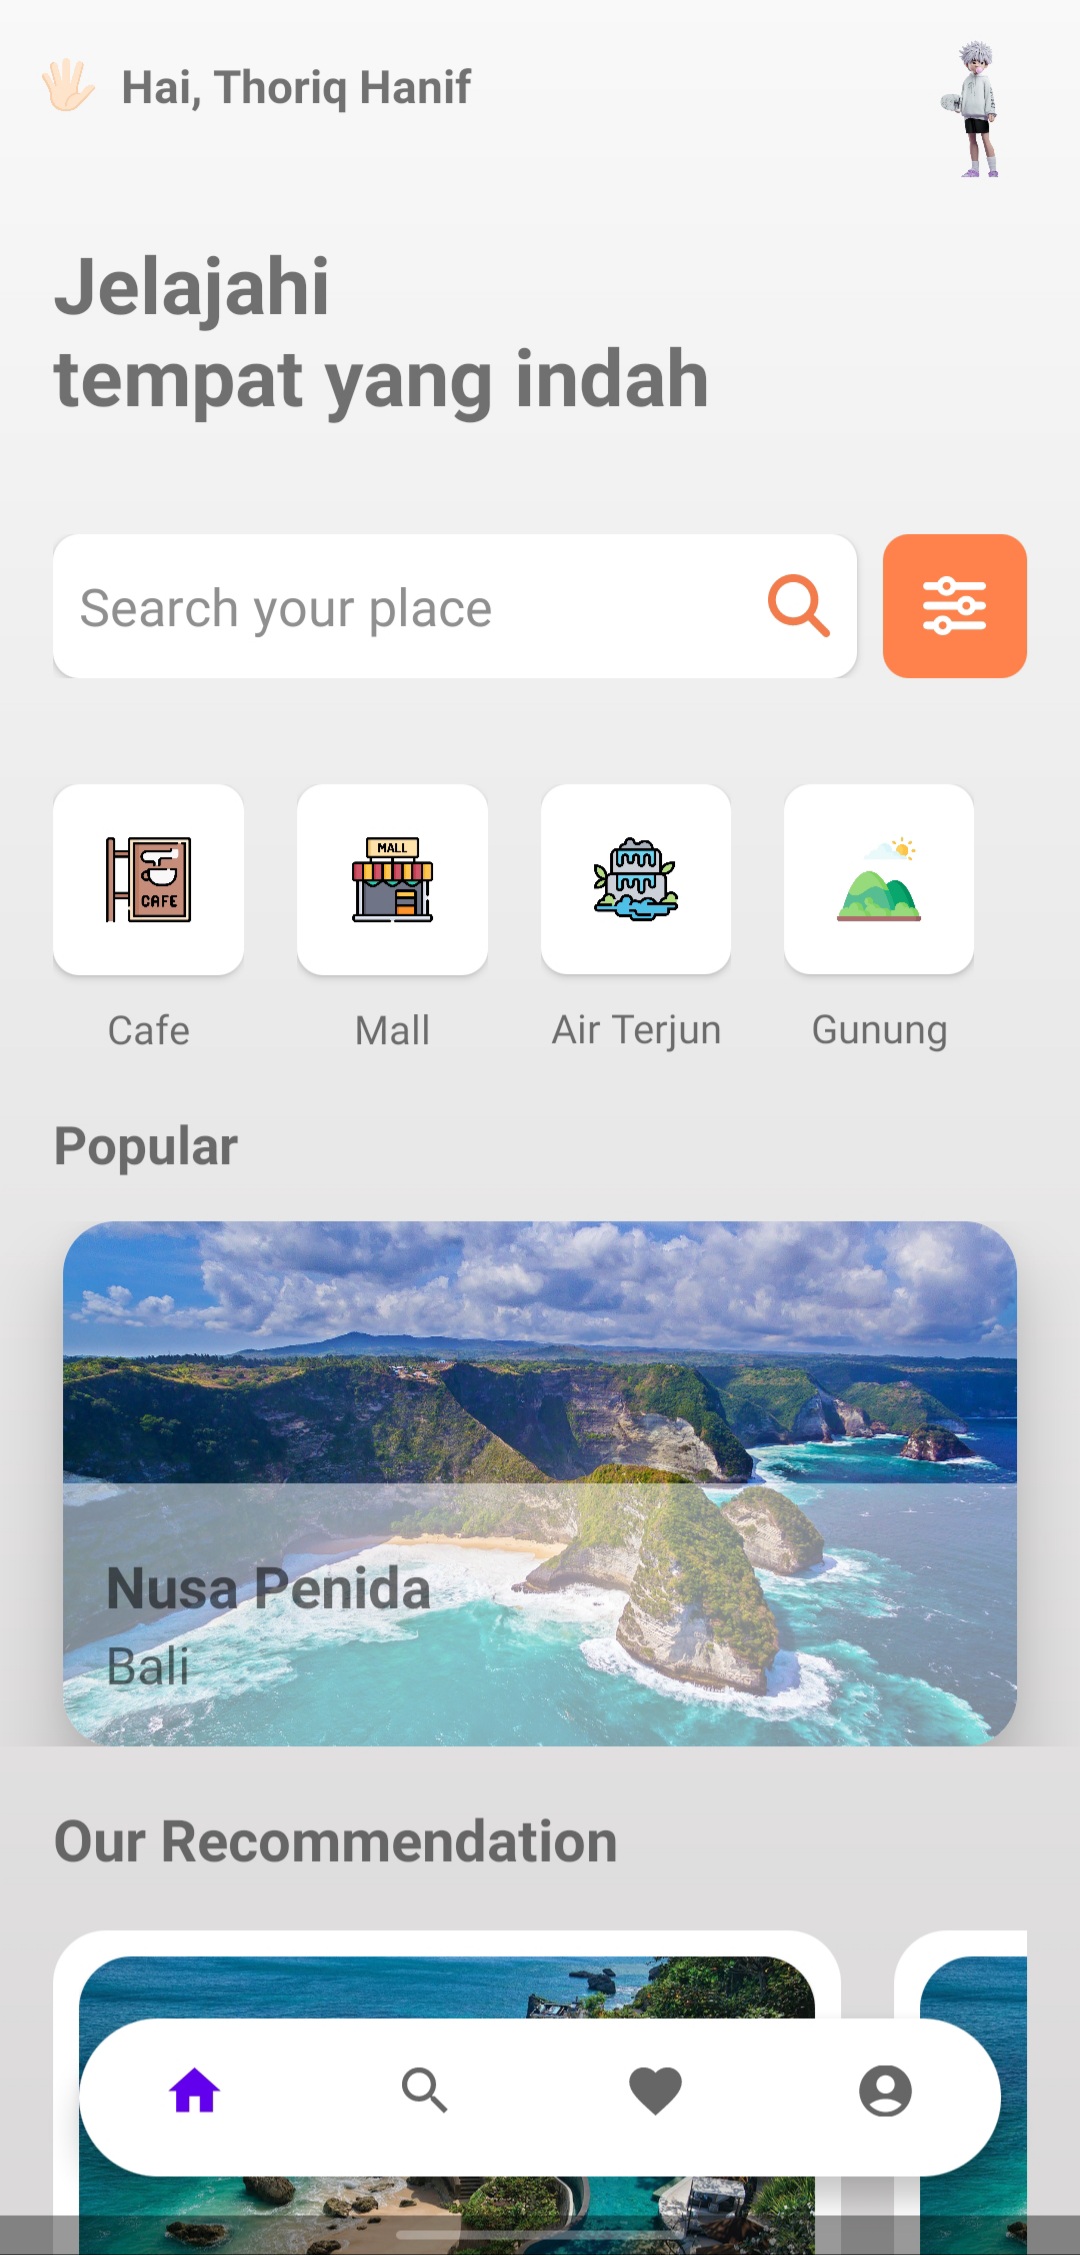 Hai, Thoriq Hanif
Jelajahi
tempat yang indah
Search your place
CAFE
MALL
Cafe
Mall
Air Terjun
Gunung
Popular
Nusa Penida
Bali
Our Recommendation